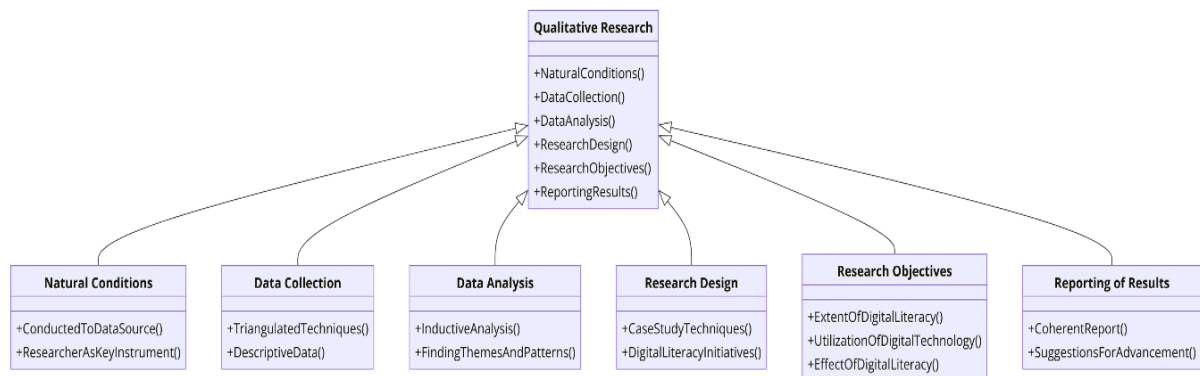 Qualitative Research
+NaturalConditions()
+DataCollection()
+DataAnalysis()
+ResearchDesign()
+ResearchObjectives()
+ReportingResults()
Natural Conditions
+ConductedToDataSource()
+ResearcherAsKeyInstrument()
Data Collection
+TriangulatedTechniques()
+DescriptiveData()
Data Analysis
+InductiveAnalysis()
+FindingThemesAndPatterns()
Research Design
+CaseStudyTechniques()
+DigitalLiteracyInitiatives()
Research Objectives
+ExtentOfDigitalLiteracy()
+UtilizationOfDigitalTechnology()
+EffectOfDigitalLiteracy()
Reporting of Results
+CoherentReport()
+SuggestionsForAdvancement()